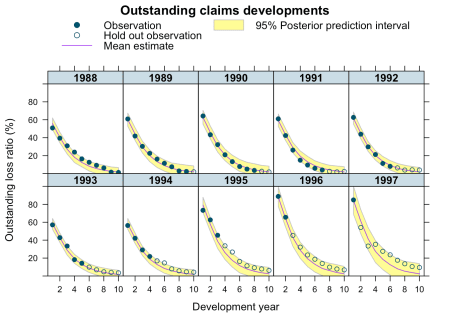 Outstanding claims developments
Observation
95% Posterior prediction interval
Hold out observation
Mean estimate
1988 1989 1990 1991 1992
80
60
40
20
1993 1994 1995 1996 1997
80
60
40
20
2 4 6 8 10 2 4 6 8 10 2 4 6 8 10 2 4 6 8 10 2 4 6 8 10
Outstanding loss ratio (%)
Development year